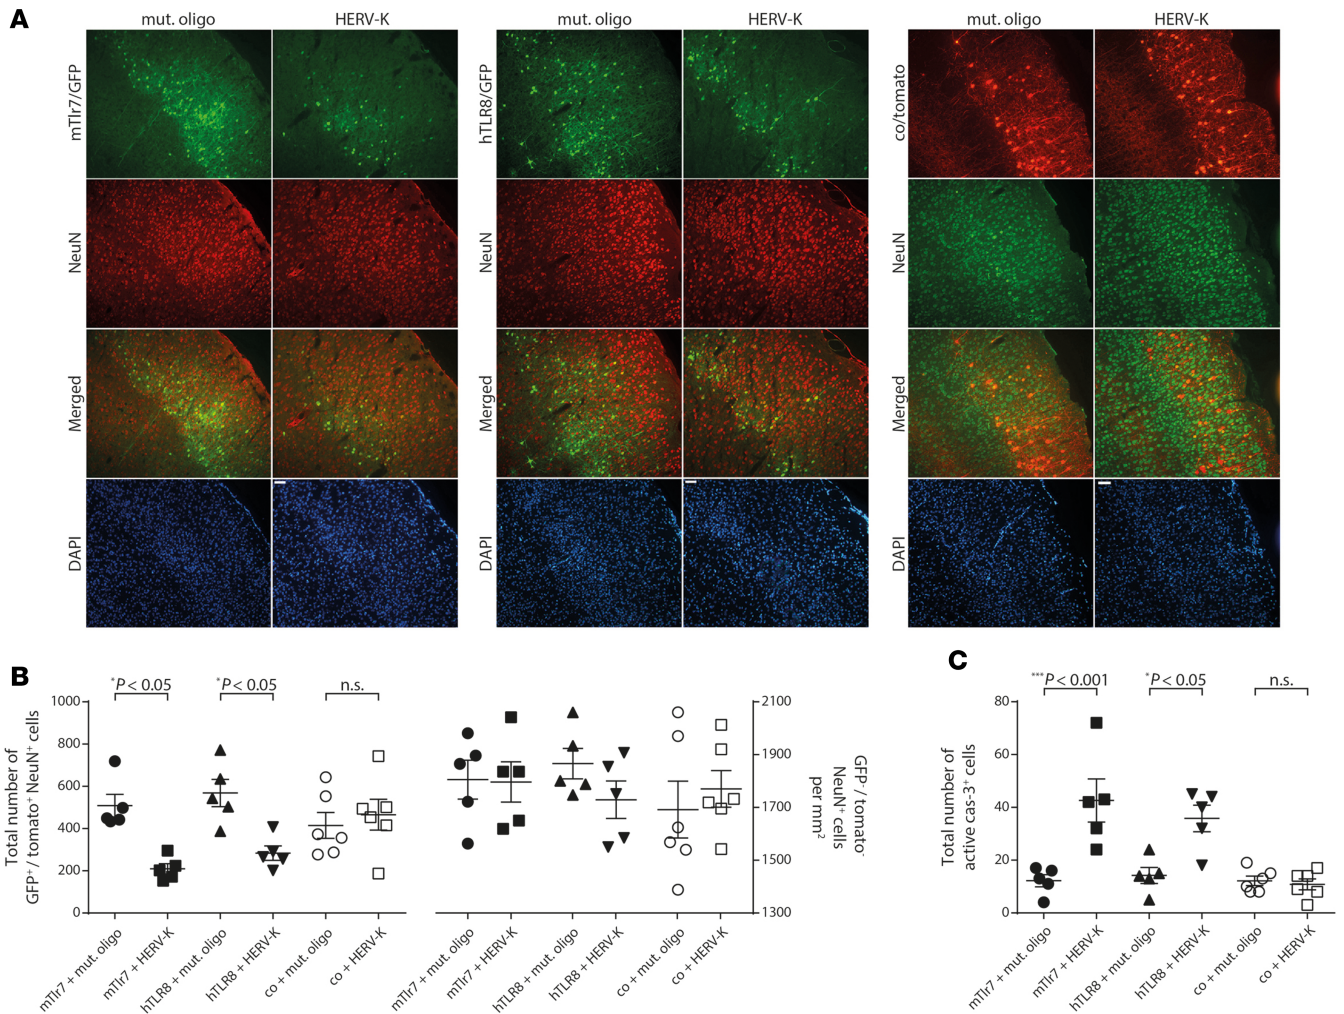 A
mut. oligo
HERV-K
mut. oligo
HERV-K
mut. oligo
HERV-K
mTlr7/GFP
hTLR8/GFP
co/tomato
NeuN
NeuN
NeuN
Merged
Merged
Merged
DAPI
DAPI
DAPI
B
*P < 0.05
*P < 0.05
n.s.
Total number of
GFP+/ tomato+ NeuN+ cells
1000
800
600
400
200
0
mTlr7 + mut. oligo
mTlr7 + HERV-K
hTLR8 + mut. oligo
hTLR8 + HERV-K
co + mut. oligo
co + HERV-K
2100
1900
1700
1500
1300
GFP-/ tomato-
NeuN+ cells
per mm2
mTlr7 + mut. oligo
mTlr7 + HERV-K
hTLR8 + mut. oligo
hTLR8 + HERV-K
co + mut. oligo
co + HERV-K
C
***P < 0.001
*P < 0.05
n.s.
Total number of
active cas-3+ cells
80
60
40
20
0
mTlr7 + mut. oligo
mTlr7 + HERV-K
hTLR8 + mut. oligo
hTLR8 + HERV-K
co + mut. oligo
co + HERV-K